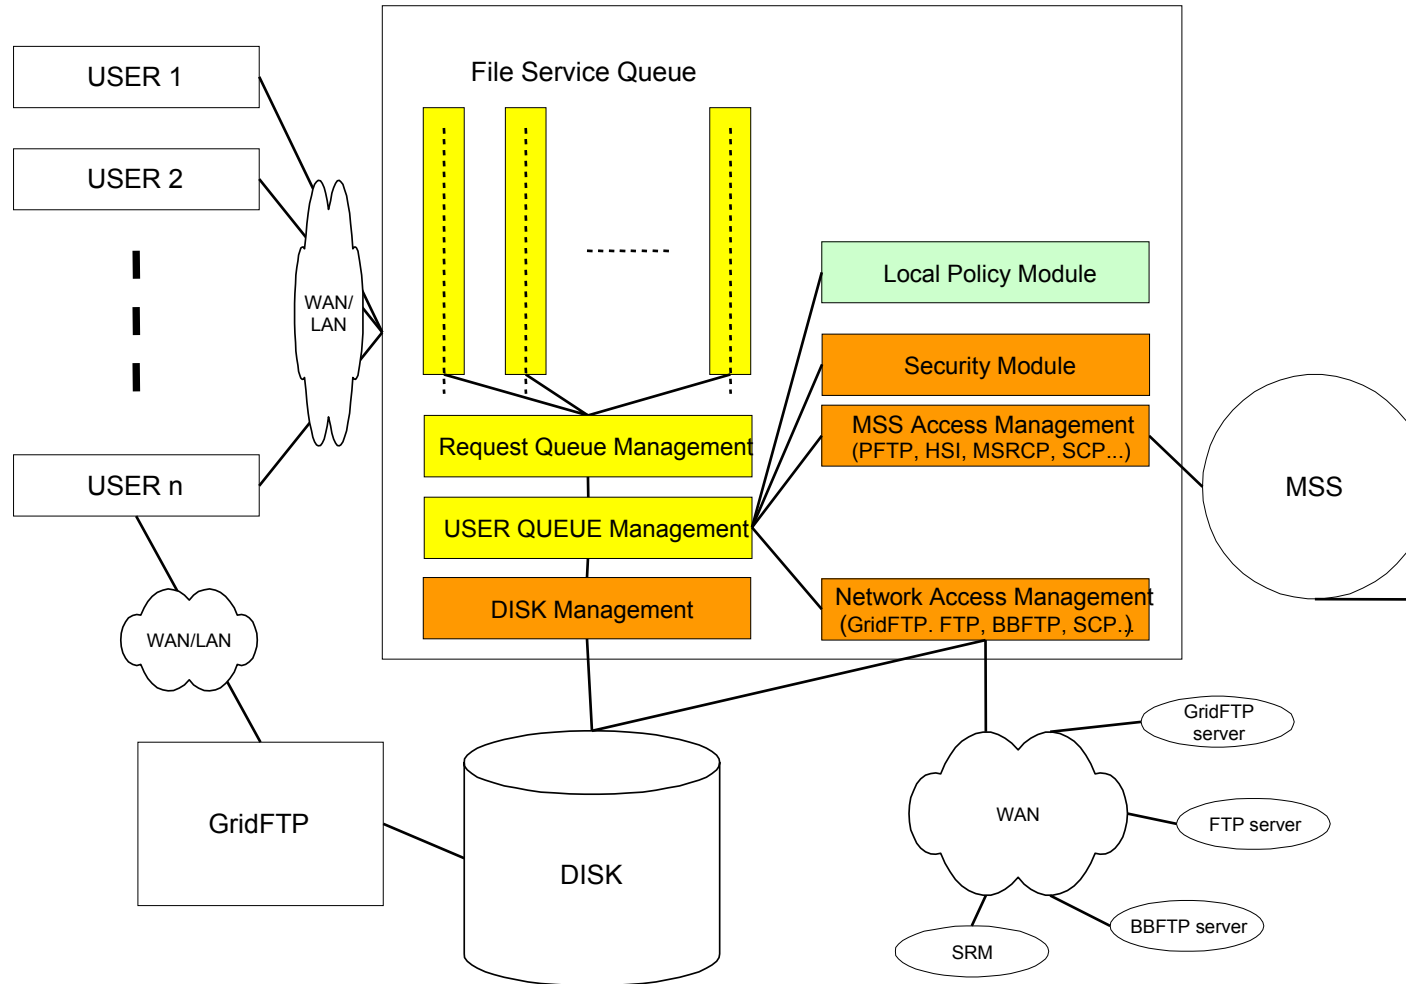 File Service Queue
USER 1
USER 2
USER n
WAN/
LAN
Local Policy Module
Security Module
MSS Access Management
(PFTP, HSI, MSRCP, SCP...)
Request Queue Management
USER QUEUE Management
DISK Management
Network Access Management
(GridFTP. FTP, BBFTP, SCP...)
MSS
WAN/LAN
GridFTP
DISK
WAN
GridFTP
server
FTP server
BBFTP server
SRM